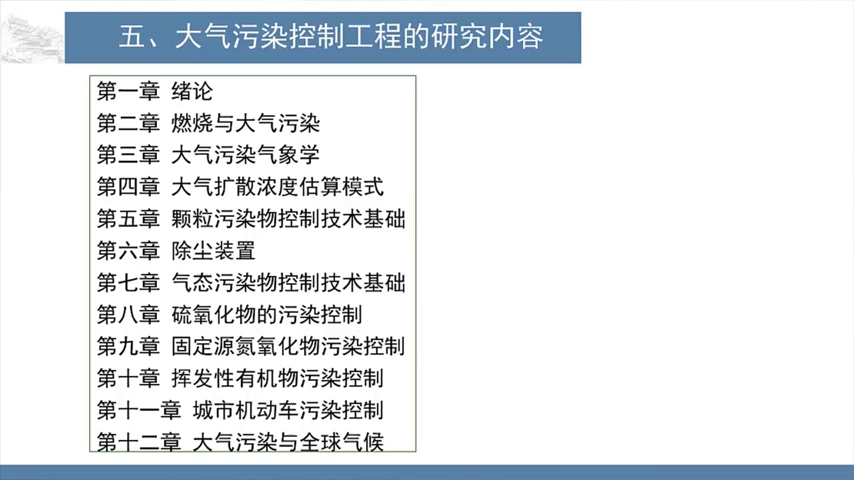 五、大气污染控制工程的研究内容
第一章 绪论
第二章 燃烧与大气污染
第三章 大气污染气象学
第四章 大气扩散浓度估算模式
第五章 颗粒污染物控制技术基础
第六章 除尘装置
第七章 气态污染物控制技术基础
第八章 硫氧化物的污染控制
第九章 固定源氮氧化物污染控制
第十章 挥发性有机物污染控制
第十一章 城市机动车污染控制
第十二章 大气污染与全球气候